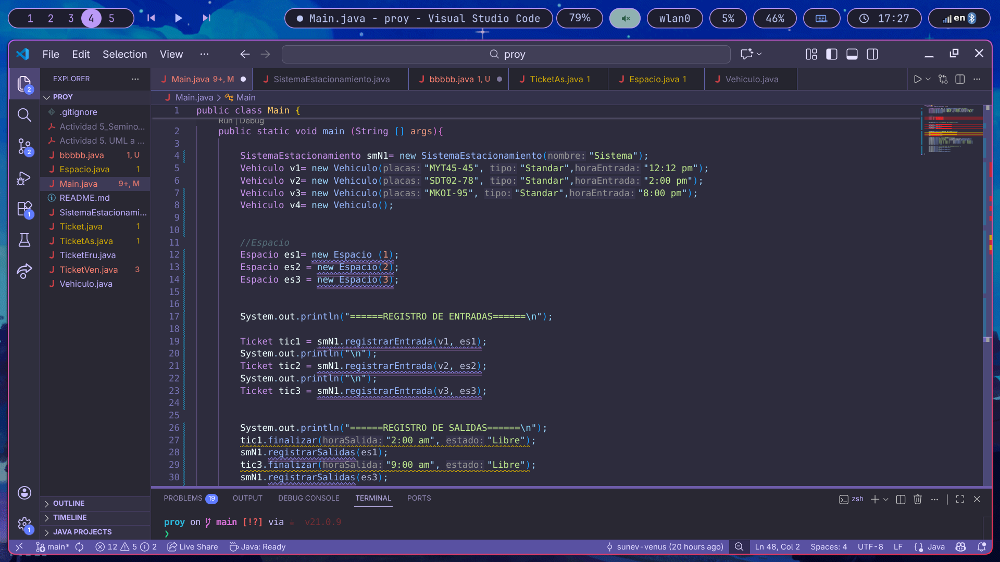 1 2 3 4 5
Main.java - proy - Visual Studio Code
79%
wlan0
5%
46%
17:27
en
File Edit Selection View ···
proy
EXPLORER
Main.java 9+, M
SistemaEstacionamiento.java
bbbbb.java 1, U
TicketAs.java 1
Espacio.java 1
Vehiculo.java
PROY
.gitignore
Actividad 5_Semino...
Actividad 5. UML a ...
bbbbb.java 1, U
Espacio.java 1
Main.java 9+, M
README.md
SistemaEstacionami...
Ticket.java 1
TicketAs.java 1
TicketEru.java
TicketVen.java 3
Vehiculo.java
OUTLINE
TIMELINE
JAVA PROJECTS
2
2
1
1
Main.java > Main
1 public class Main {
Run | Debug
2 public static void main (String [] args){
3
4 SistemaEstacionamiento smN1= new SistemaEstacionamiento(nombre: "Sistema");
5 Vehiculo v1= new Vehiculo(placas: "MYT45-45", tipo: "Standar",horaEntrada: "12:12 pm");
6 Vehiculo v2= new Vehiculo(placas: "SDT02-78", tipo: "Standar",horaEntrada: "2:00 pm");
7 Vehiculo v3= new Vehiculo(placas: "MKOI-95", tipo: "Standar",horaEntrada: "8:00 pm");
8 Vehiculo v4= new Vehiculo();
9
10
11 //Espacio
12 Espacio es1= new Espacio (1);
13 Espacio es2 = new Espacio(2);
14 Espacio es3 = new Espacio(3);
15
16
17 System.out.println("======REGISTRO DE ENTRADAS======\n");
18
19 Ticket tic1 = smN1.registrarEntrada(v1, es1);
20 System.out.println("\n");
21 Ticket tic2 = smN1.registrarEntrada(v2, es2);
22 System.out.println("\n");
23 Ticket tic3 = smN1.registrarEntrada(v3, es3);
24
25
26 System.out.println("======REGISTRO DE SALIDAS======\n");
27 tic1.finalizar(horaSalida: "2:00 am", estado: "Libre");
28 smN1.registrarSalidas(es1);
29 tic3.finalizar(horaSalida: "9:00 am", estado: "Libre");
30 smN1.registrarSalidas(es3);
PROBLEMS 19 OUTPUT DEBUG CONSOLE TERMINAL PORTS
zsh
proy on main [!?] via v21.0.9
❯
main* 12 5 2 Live Share Java: Ready
sunev-venus (20 hours ago) Ln 48, Col 2 Spaces: 4 UTF-8 LF { } Java